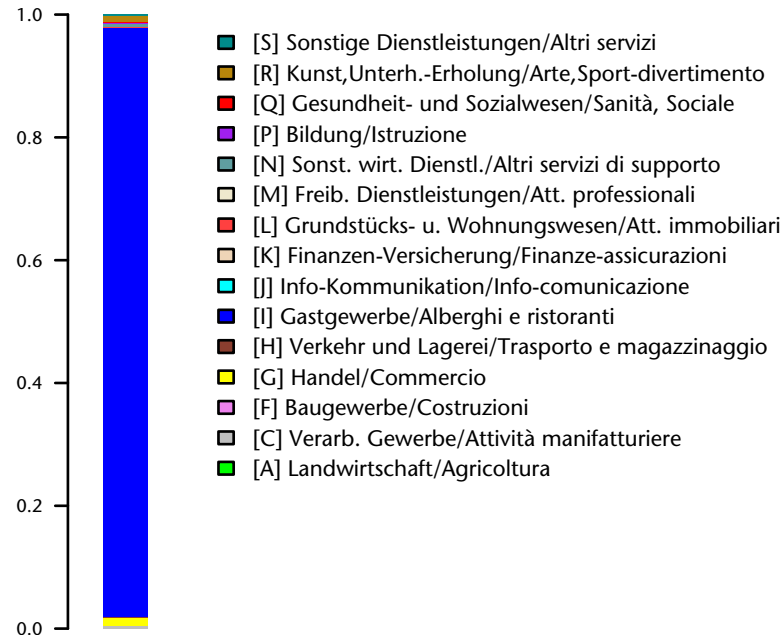 1.0
0.8
0.6
0.4
0.2
0.0
[S] Sonstige Dienstleistungen/Altri servizi
[R] Kunst,Unterh.-Erholung/Arte,Sport-divertimento
[Q] Gesundheit- und Sozialwesen/Sanità, Sociale
[P] Bildung/Istruzione
[N] Sonst. wirt. Dienstl./Altri servizi di supporto
[M] Freib. Dienstleistungen/Att. professionali
[L] Grundstücks- u. Wohnungswesen/Att. immobiliari
[K] Finanzen-Versicherung/Finanze-assicurazioni
[J] Info-Kommunikation/Info-comunicazione
[I] Gastgewerbe/Alberghi e ristoranti
[H] Verkehr und Lagerei/Trasporto e magazzinaggio
[G] Handel/Commercio
[F] Baugewerbe/Costruzioni
[C] Verarb. Gewerbe/Attività manifatturiere
[A] Landwirtschaft/Agricoltura